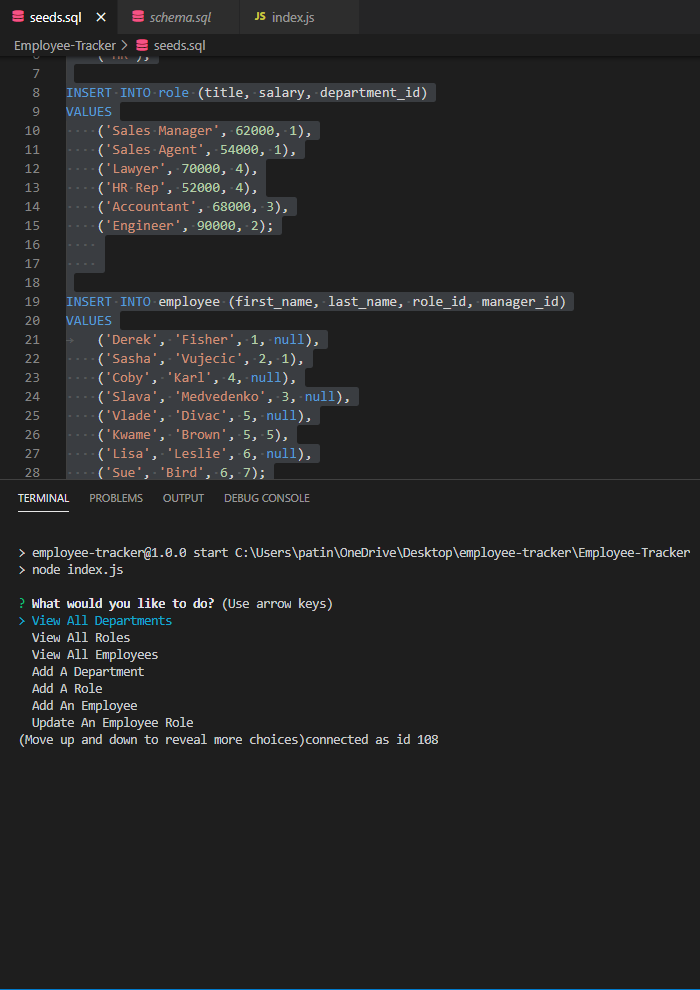 seeds.sql × schema.sql JS index.js
Employee-Tracker > seeds.sql
6 ('HR');
7
8 INSERT INTO role (title, salary, department_id)
9 VALUES
10 ('Sales Manager', 62000, 1),
11 ('Sales Agent', 54000, 1),
12 ('Lawyer', 70000, 4),
13 ('HR Rep', 52000, 4),
14 ('Accountant', 68000, 3),
15 ('Engineer', 90000, 2);
16
17
18
19 INSERT INTO employee (first_name, last_name, role_id, manager_id)
20 VALUES
21 ('Derek', 'Fisher', 1, null),
22 ('Sasha', 'Vujecic', 2, 1),
23 ('Coby', 'Karl', 4, null),
24 ('Slava', 'Medvedenko', 3, null),
25 ('Vlade', 'Divac', 5, null),
26 ('Kwame', 'Brown', 5, 5),
27 ('Lisa', 'Leslie', 6, null),
28 ('Sue', 'Bird', 6, 7);
TERMINAL PROBLEMS OUTPUT DEBUG CONSOLE
> employee-tracker@1.0.0 start C:\Users\patin\OneDrive\Desktop\employee-tracker\Employee-Tracker
> node index.js
? What would you like to do? (Use arrow keys)
> View All Departments
View All Roles
View All Employees
Add A Department
Add A Role
Add An Employee
Update An Employee Role
(Move up and down to reveal more choices)connected as id 108